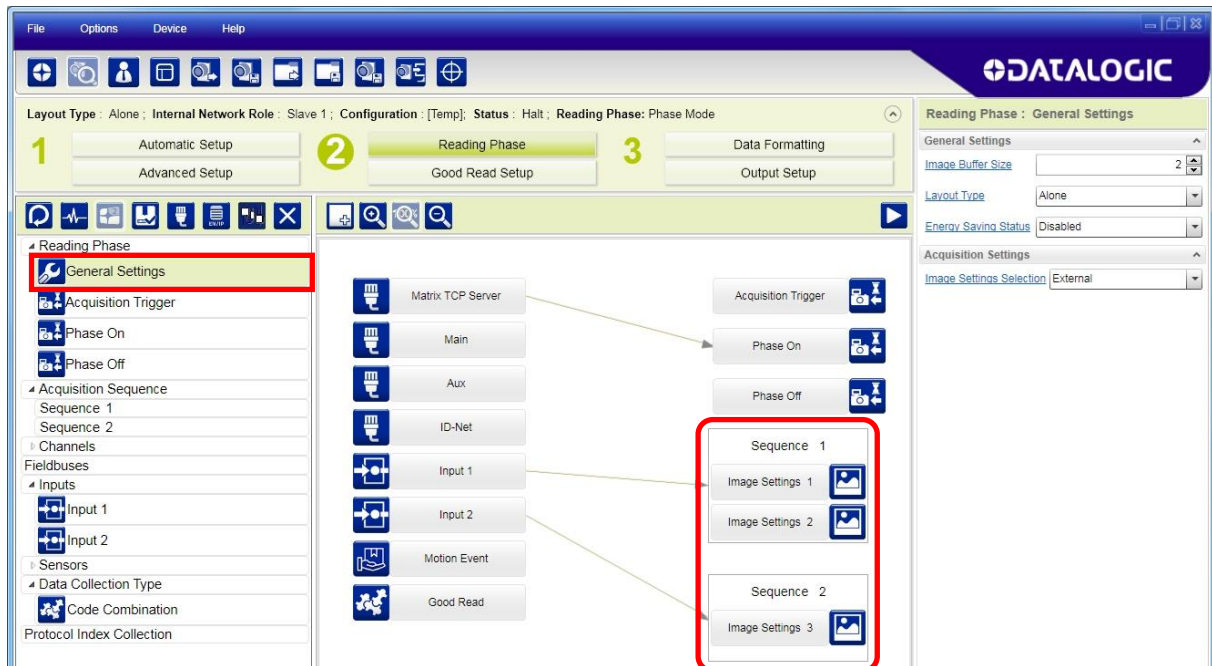 File Options Device Help
DATALOGIC
Layout Type : Alone ; Internal Network Role : Slave 1 ; Configuration : [Temp]; Status : Halt ; Reading Phase: Phase Mode
1 Automatic Setup
Advanced Setup
2 Reading Phase
Good Read Setup
3 Data Formatting
Output Setup
Reading Phase
General Settings
Acquisition Trigger
Phase On
Phase Off
Acquisition Sequence
Sequence 1
Sequence 2
Channels
Fieldbuses
Inputs
Input 1
Input 2
Sensors
Data Collection Type
Code Combination
Protocol Index Collection
Matrix TCP Server
Main
Aux
ID-Net
Input 1
Input 2
Motion Event
Good Read
Acquisition Trigger
Phase On
Phase Off
Sequence 1
Image Settings 1
Image Settings 2
Sequence 2
Image Settings 3
Reading Phase : General Settings
General Settings
Image Buffer Size 2
Layout Type Alone
Energy Saving Status Disabled
Acquisition Settings
Image Settings Selection External